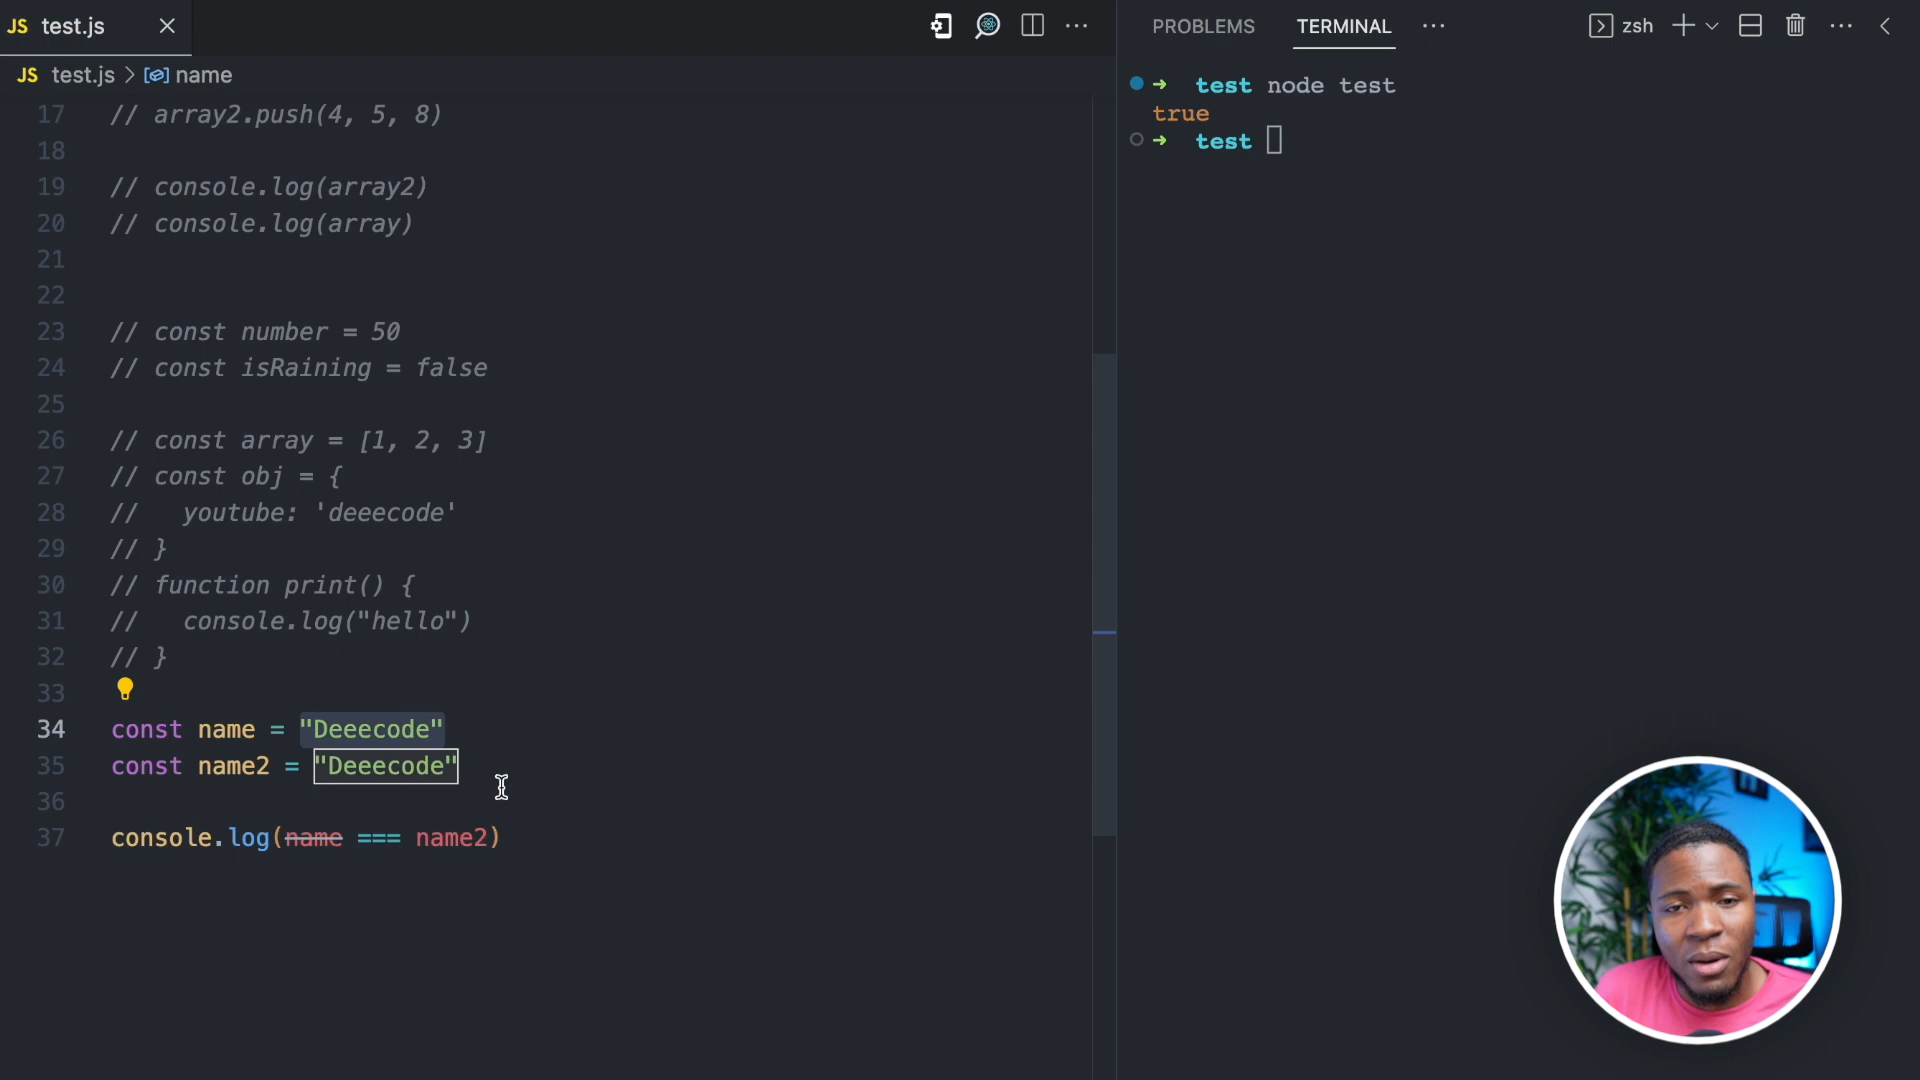 JS test.js
JS test.js > name
17 // array2.push(4, 5, 8)
18
19 // console.log(array2)
20 // console.log(array)
21
22
23 // const number = 50
24 // const isRaining = false
25
26 // const array = [1, 2, 3]
27 // const obj = {
28 //   youtube: 'deeecode'
29 // }
30 // function print() {
31 //   console.log("hello")
32 // }
33
34 const name = "Deeecode"
35 const name2 = "Deeecode"
36
37 console.log(name === name2)
PROBLEMS TERMINAL zsh
➜ test node test
true
➜ test